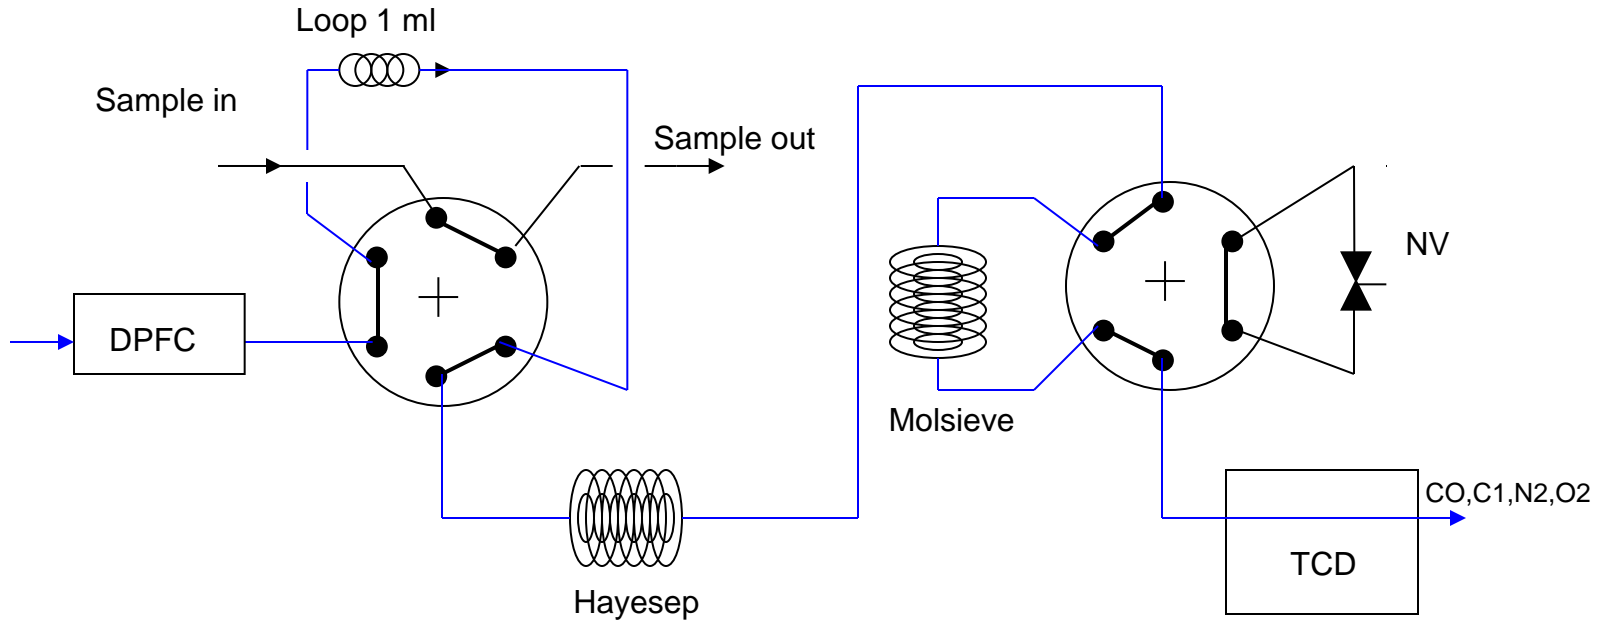 Loop 1 ml
Sample in
Sample out
NV
DPFC
Molsieve
CO,C1,N2,O2
TCD
Hayesep